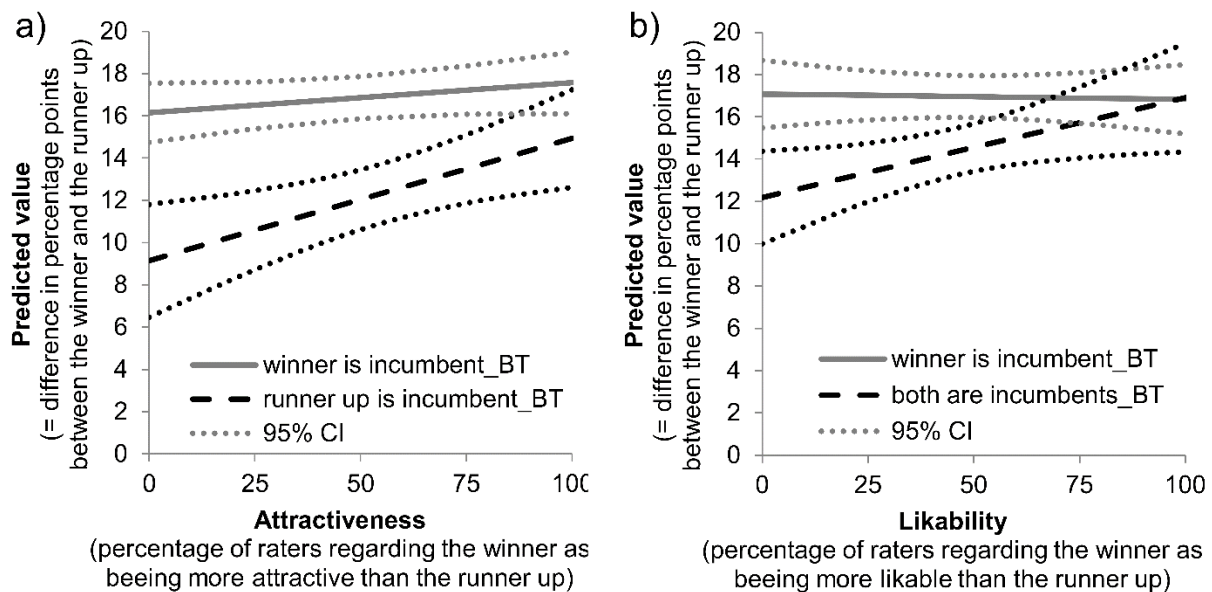 a)
Predicted value
(= difference in percentage points
between the winner and the runner up)
20
18
16
14
12
10
8
6
4
2
0
winner is incumbent_BT
runner up is incumbent_BT
95% CI
0 25 50 75 100
Attractiveness
(percentage of raters regarding the winner as
beeing more attractive than the runner up)
b)
Predicted value
(= difference in percentage points
between the winner and the runner up)
20
18
16
14
12
10
8
6
4
2
0
winner is incumbent_BT
both are incumbents_BT
95% CI
0 25 50 75 100
Likability
(percentage of raters regarding the winner as
beeing more likable than the runner up)